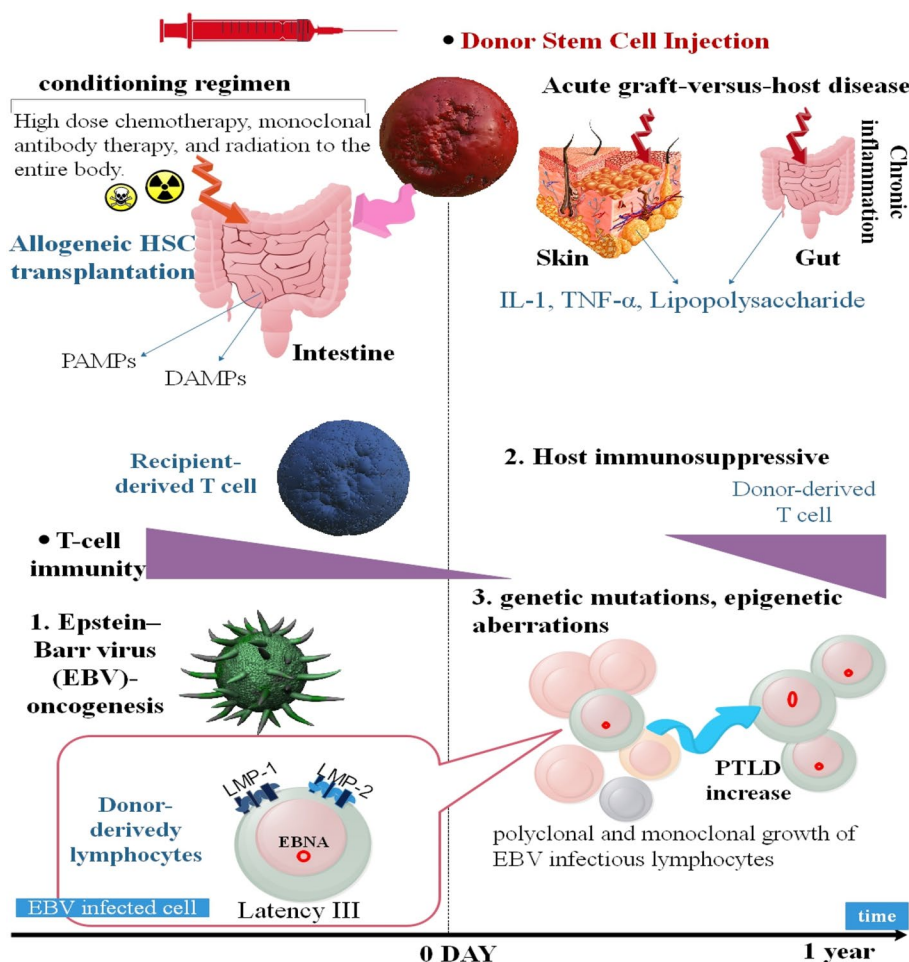 • Donor Stem Cell Injection
conditioning regimen
High dose chemotherapy, monoclonal
antibody therapy, and radiation to the
entire body.
Allogeneic HSC
transplantation
PAMPs
DAMPs
Intestine
Acute graft-versus-host disease
Chronic
inflammation
Skin
Gut
IL-1, TNF-α, Lipopolysaccharide
Recipient-
derived T cell
2. Host immunosuppressive
Donor-derived
T cell
• T-cell
immunity
1. Epstein–
Barr virus
(EBV)-
oncogenesis
3. genetic mutations, epigenetic
aberrations
PTLD
increase
polyclonal and monoclonal growth of
EBV infectious lymphocytes
LMP-1
LMP-2
Donor-
derivedy
lymphocytes
EBNA
EBV infected cell
Latency III
time
0 DAY
1 year